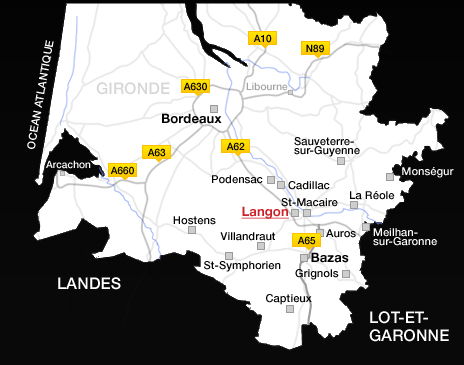 A10
N89
OCEAN ATLANTIQUE
GIRONDE
A630
Libourne
Bordeaux
A63
A62
Sauveterre-
sur-Guyenne
Arcachon
A660
Monségur
Podensac
Cadillac
La Réole
St-Macaire
Langon
Hostens
Villandraut
A65
Auros
Meilhan-
sur-Garonne
St-Symphorien
Bazas
Grignols
LANDES
Captieux
LOT-ET-
GARONNE